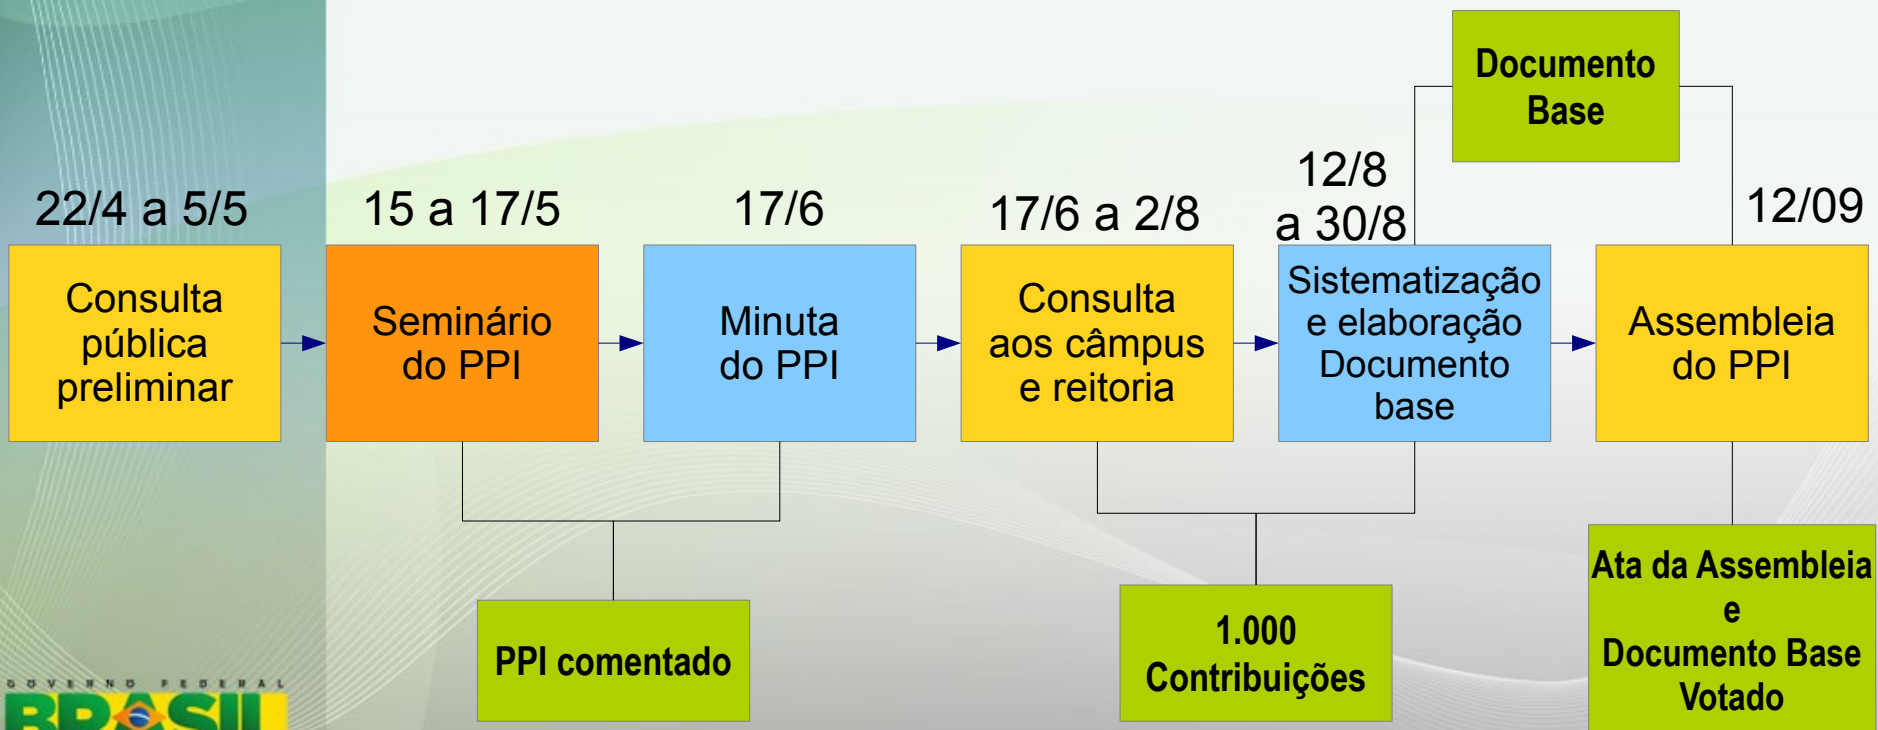 Documento
Base
22/4 a 5/5
15 a 17/5
17/6
17/6 a 2/8
12/8
a 30/8
12/09
Consulta
pública
preliminar
Seminário
do PPI
Minuta
do PPI
Consulta
aos câmpus
e reitoria
Sistematização
e elaboração
Documento
base
Assembleia
do PPI
PPI comentado
1.000
Contribuições
Ata da Assembleia
e
Documento Base
Votado
GOVERNO FEDERAL
BRASIL